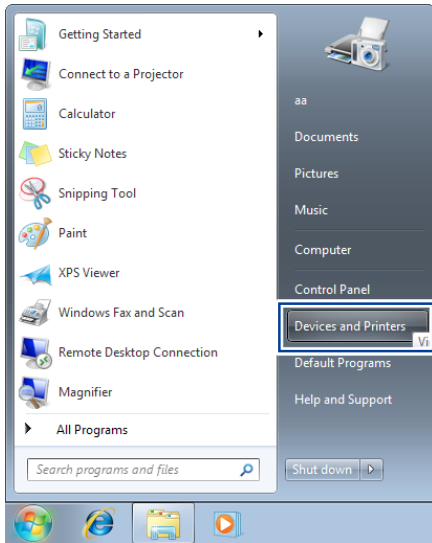 Getting Started
Connect to a Projector
Calculator
Sticky Notes
Snipping Tool
Paint
XPS Viewer
Windows Fax and Scan
Remote Desktop Connection
Magnifier
All Programs
Search programs and files
aa
Documents
Pictures
Music
Computer
Control Panel
Devices and Printers
Vi
Default Programs
Help and Support
Shut down